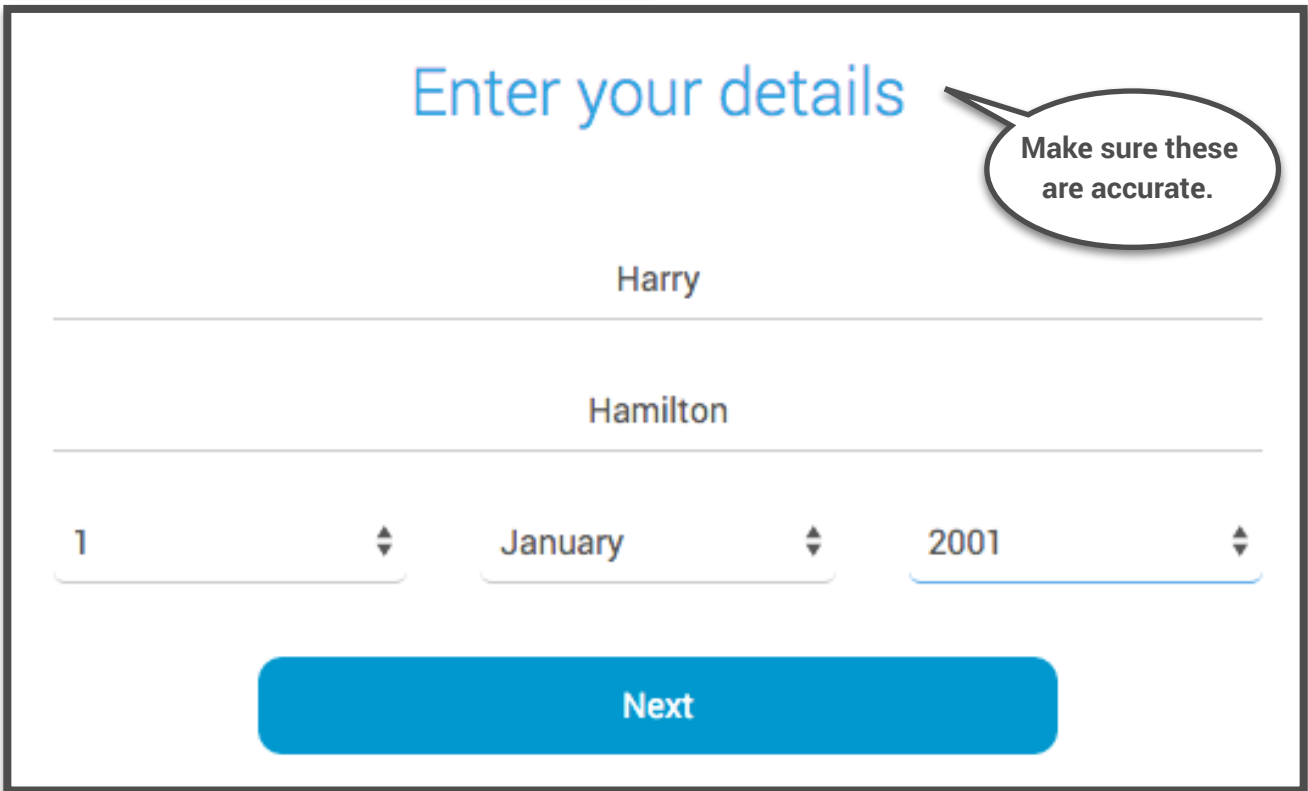 Enter your details
Make sure these
are accurate.
Harry
Hamilton
1 January 2001
Next